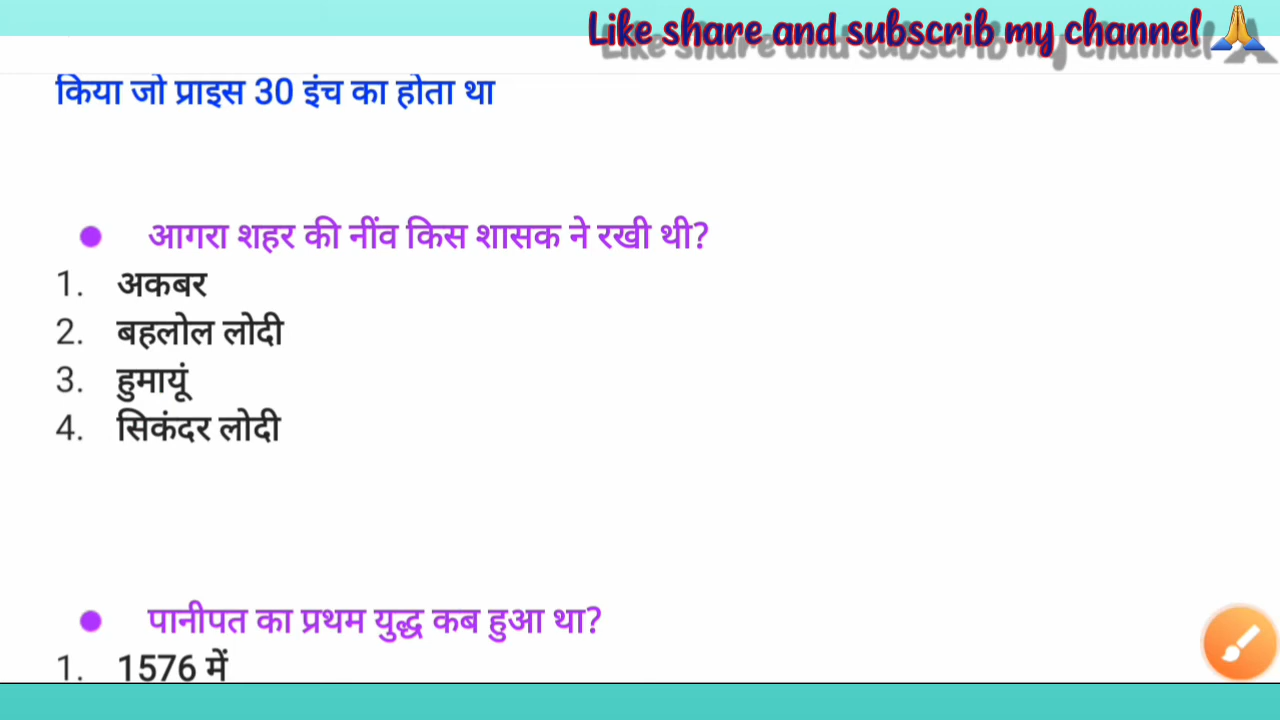 Like share and subscrib my channel 🙏
किया जो प्राइस 30 इंच का होता था
आगरा शहर की नींव किस शासक ने रखी थी?
1. अकबर
2. बहलोल लोदी
3. हुमायूं
4. सिकंदर लोदी
पानीपत का प्रथम युद्ध कब हुआ था?
1. 1576 में